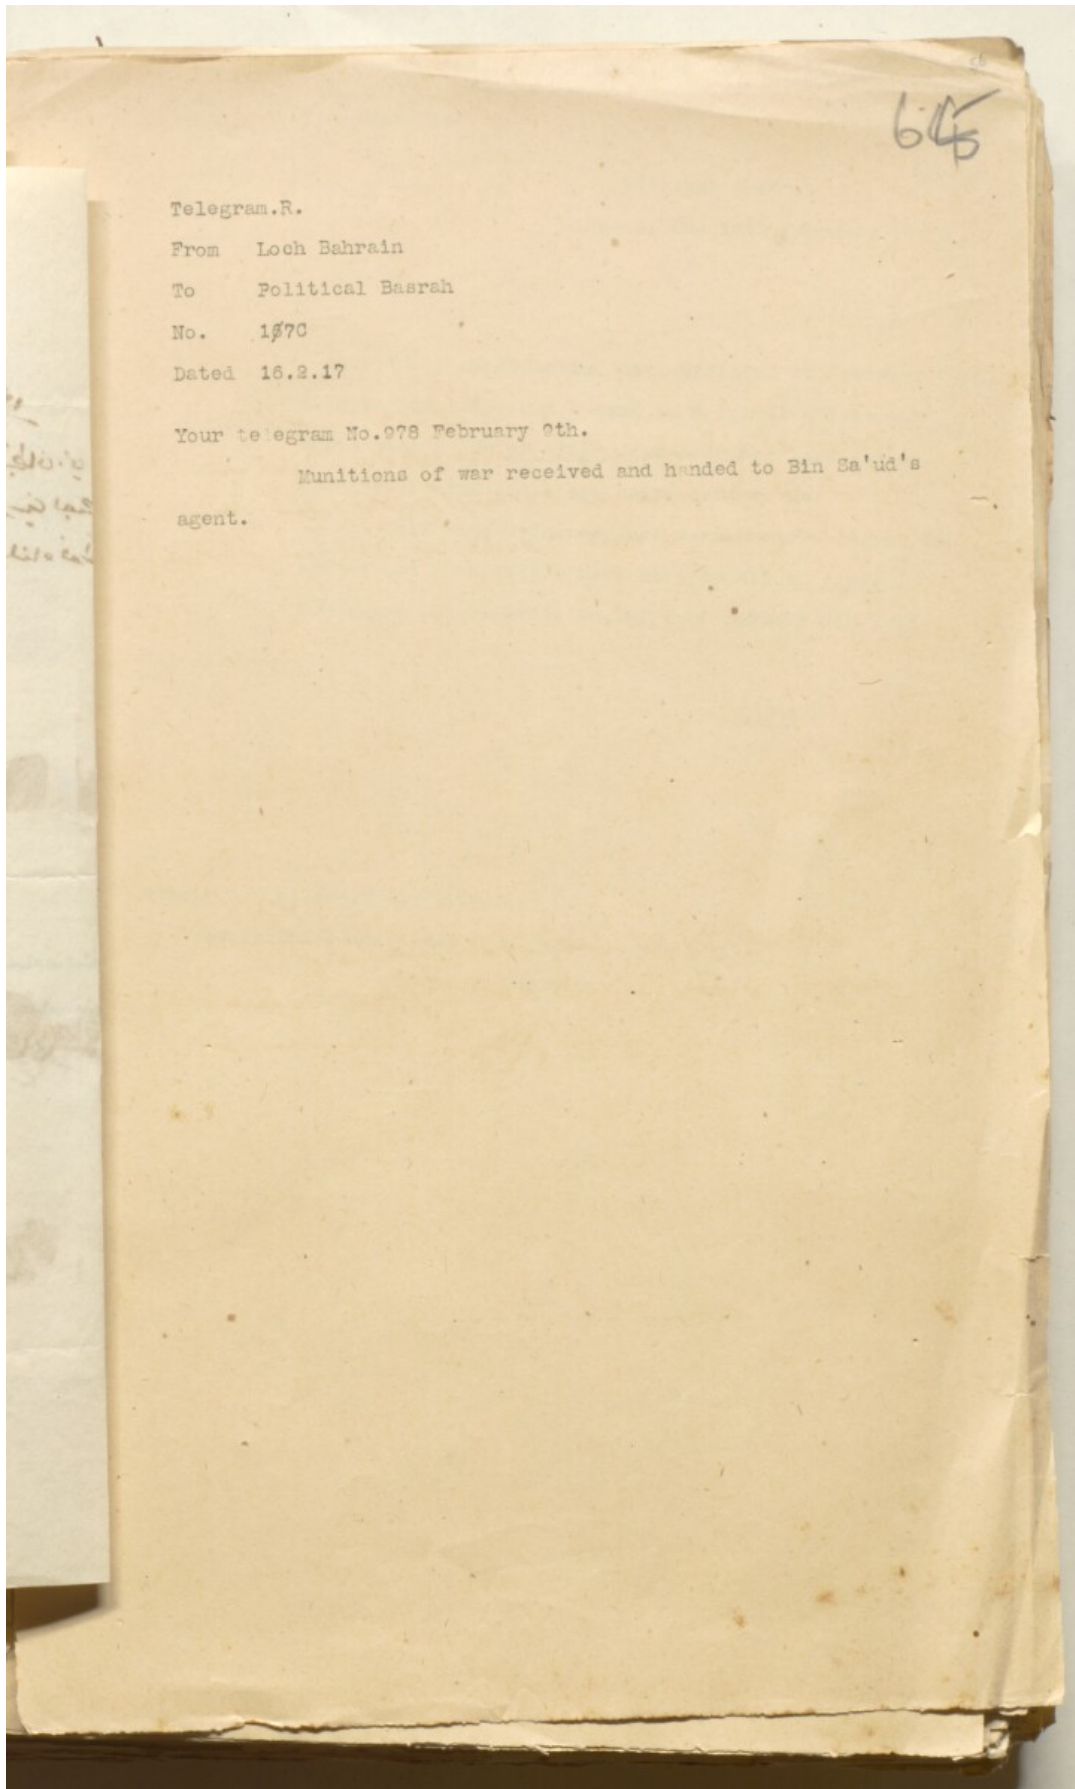 Telegram.R.
From Loch Bahrain
To Political Basrah
No. 107C
Dated 16.2.17
Your telegram No.978 February 9th.
Munitions of war received and handed to Bin Sa'ud's
agent.